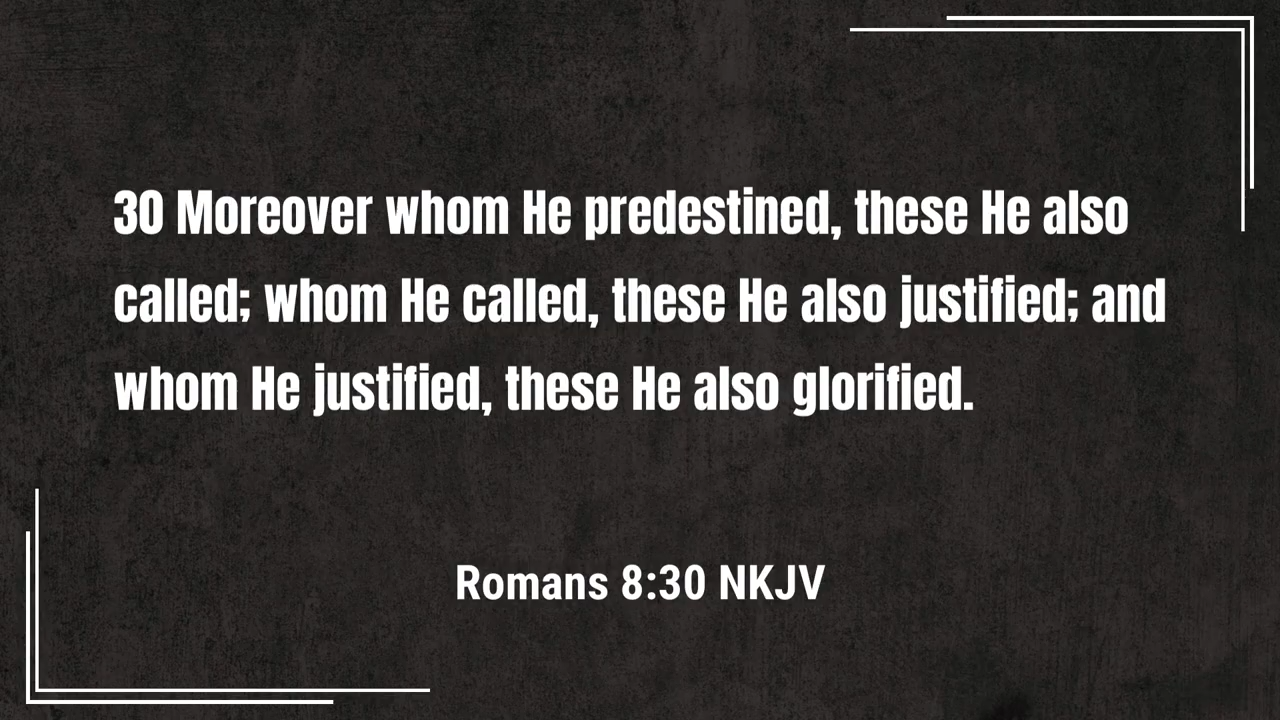 30 Moreover whom He predestined, these He also
called; whom He called, these He also justified; and
whom He justified, these He also glorified.
Romans 8:30 NKJV